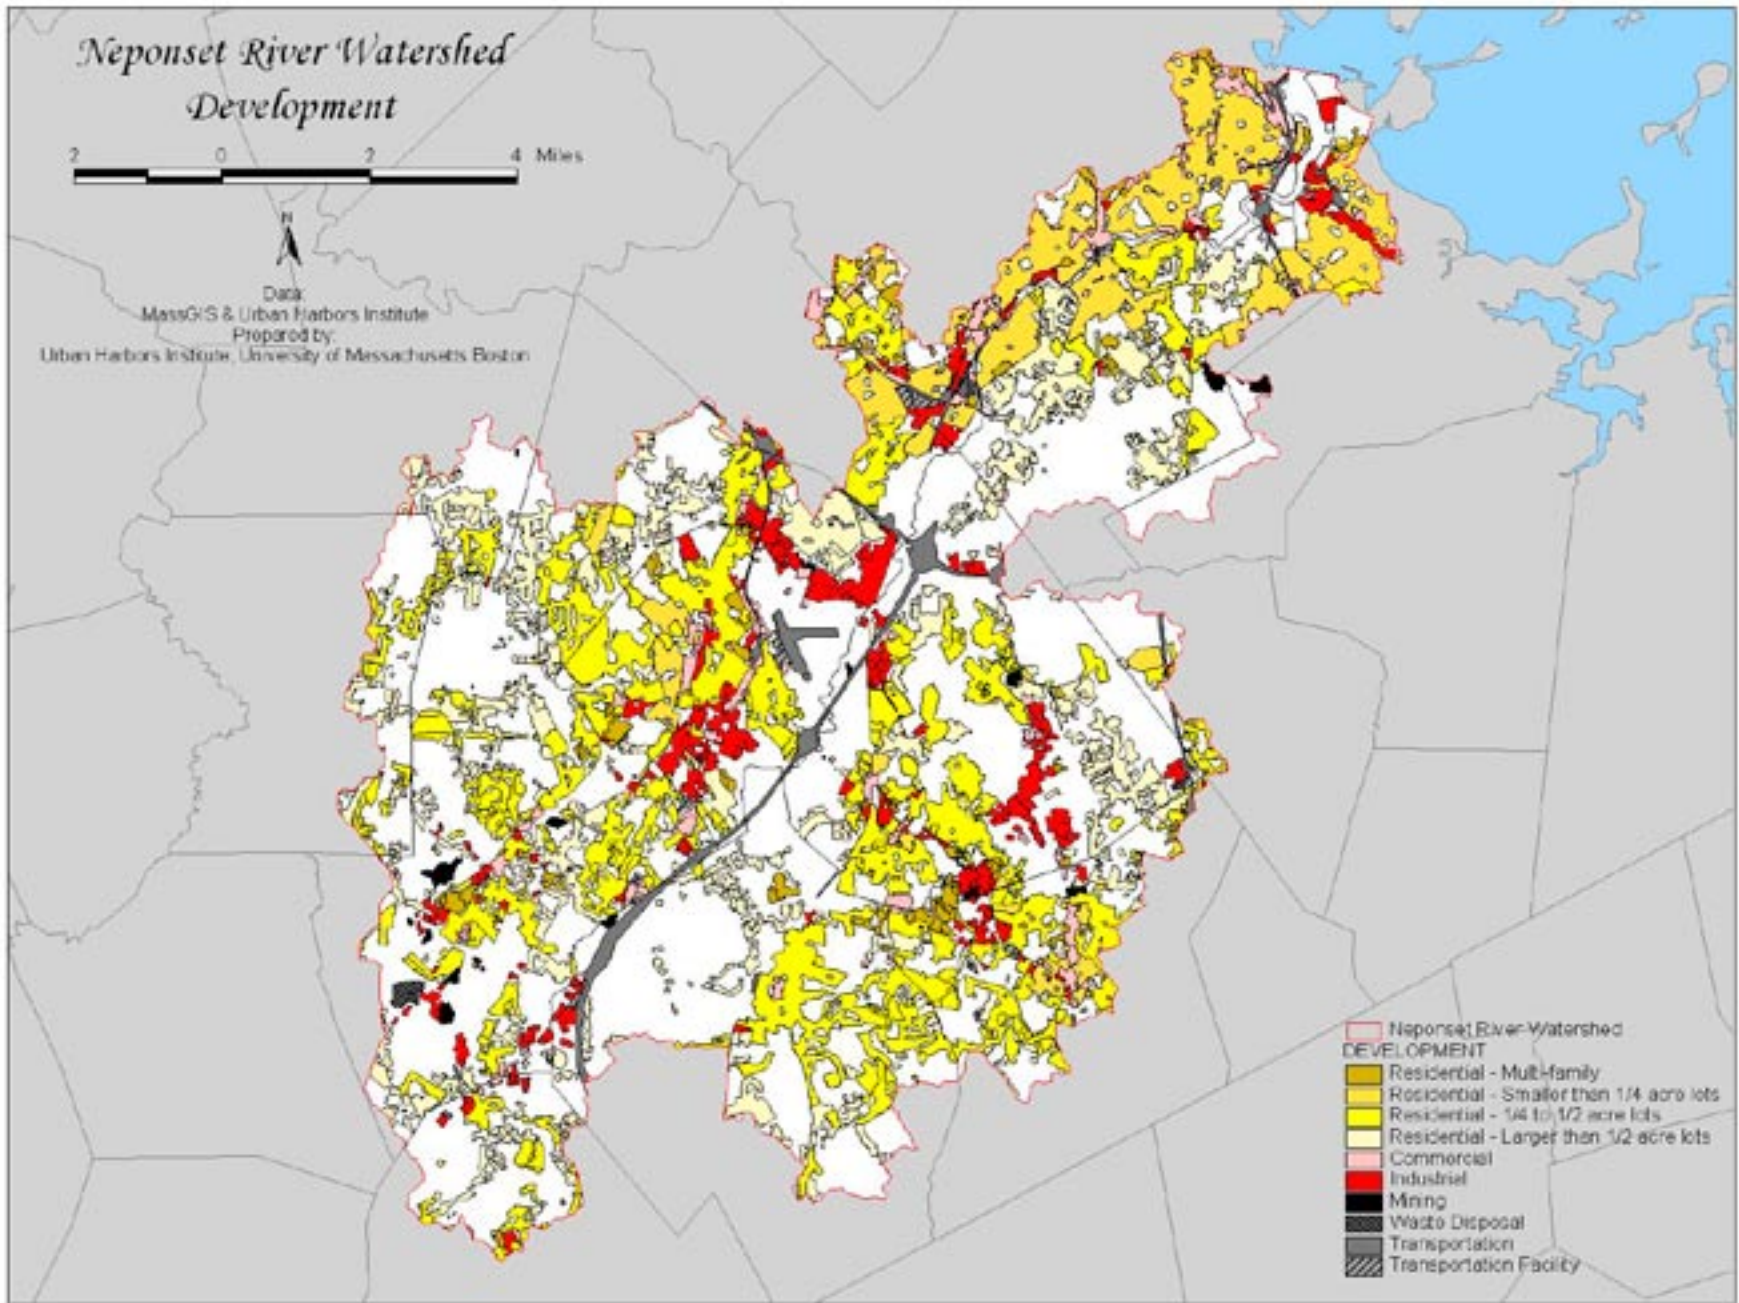 Neponset River Watershed
Development
2 0 2 4 Miles
N
Data:
MassGIS & Urban Harbors Institute
Prepared by:
Urban Harbors Institute, University of Massachusetts Boston
Neponset River Watershed
DEVELOPMENT
Residential - Multi-family
Residential - Smaller than 1/4 acre lots
Residential - 1/4 to 1/2 acre lots
Residential - Larger than 1/2 acre lots
Commercial
Industrial
Mining
Waste Disposal
Transportation
Transportation Facility